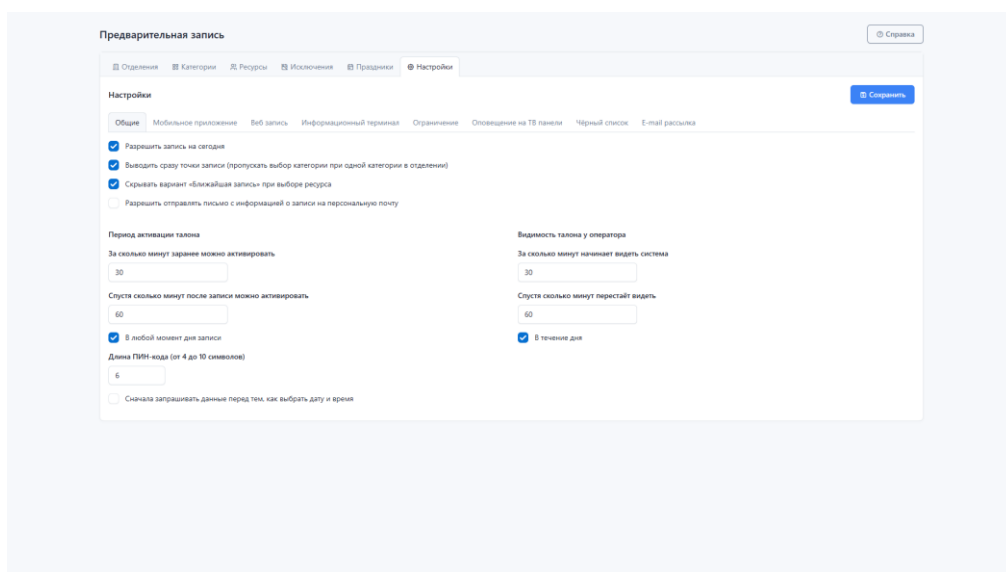 Предварительная запись
Справка
Отделения Категории Ресурсы Исключения Праздники Настройки
Настройки
Сохранить
Общие Мобильное приложение Веб запись Информационный терминал Ограничение Оповещение на ТВ панели Чёрный список E-mail рассылка
Разрешить запись на сегодня
Выводить сразу точки записи (пропускать выбор категории при одной категории в отделении)
Скрывать вариант «Ближайшая запись» при выборе ресурса
Разрешить отправлять письмо с информацией о записи на персональную почту
Период активации талона
За сколько минут заранее можно активировать
30
Спустя сколько минут после записи можно активировать
60
В любой момент дня записи
Длина ПИН-кода (от 4 до 10 символов)
6
Сначала запрашивать данные перед тем, как выбрать дату и время
Видимость талона у оператора
За сколько минут начинает видеть система
30
Спустя сколько минут перестаёт видеть
60
В течение дня